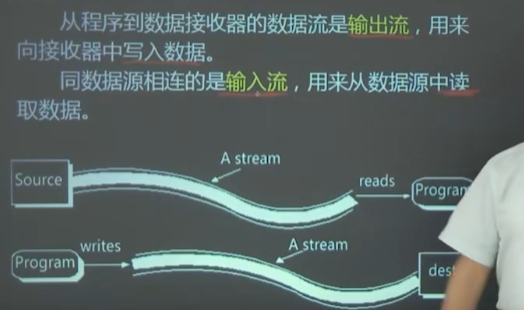 从程序到数据接收器的数据流是输出流，用来
向接收器中写入数据。
同数据源相连的是输入流，用来从数据源中读
取数据。
A stream
Source
reads
writes
A stream
Program